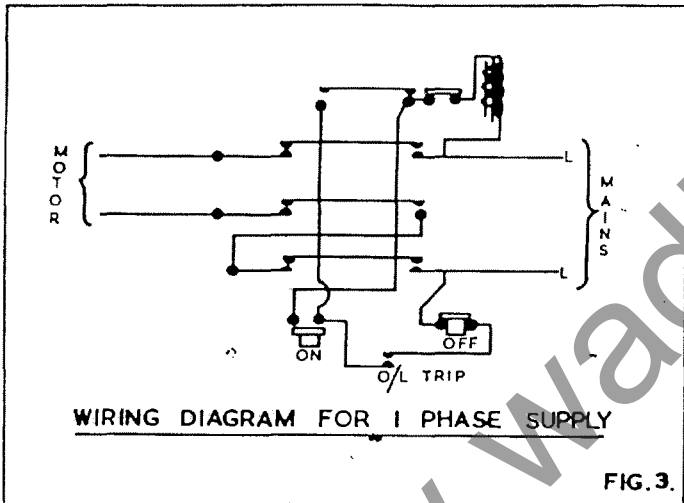 MOTOR
L
MAINS
L
ON
OFF
O/L TRIP
WIRING DIAGRAM FOR 1 PHASE SUPPLY
FIG. 3.